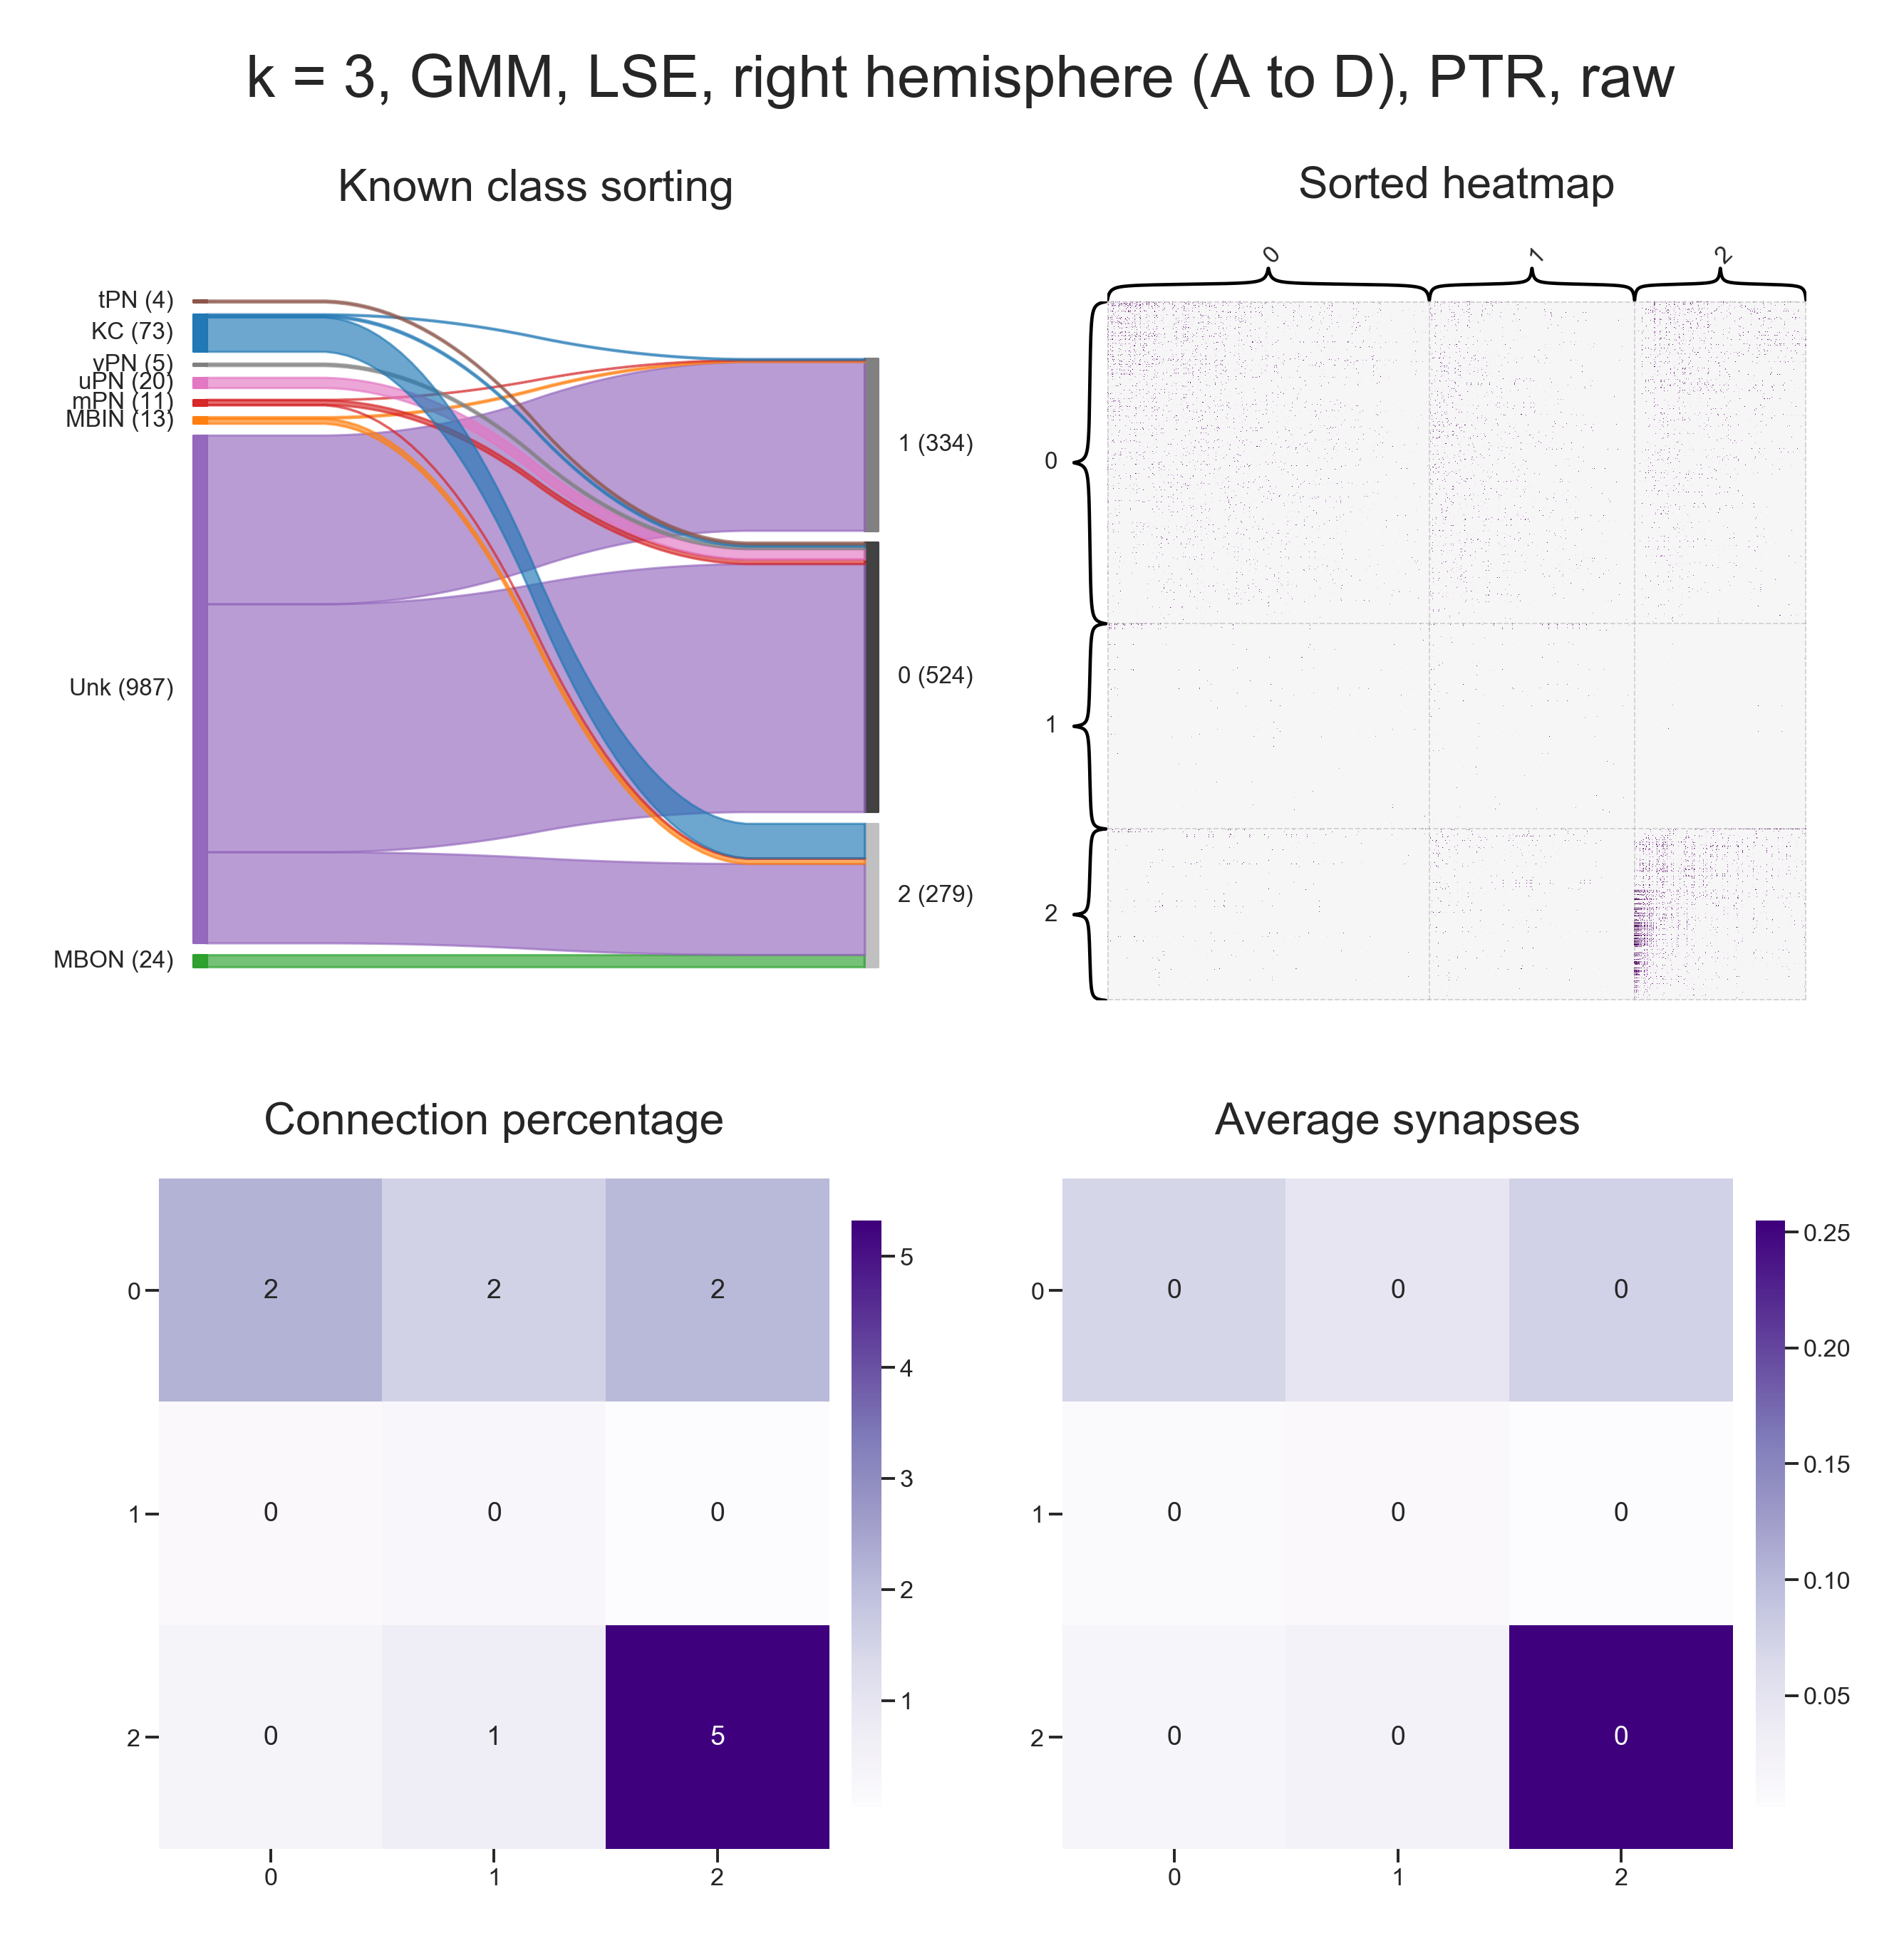 k = 3, GMM, LSE, right hemisphere (A to D), PTR, raw
Known class sorting
tPN (4)
KC (73)
vPN (5)
uPN (20)
mPN (11)
MBIN (13)
Unk (987)
MBON (24)
1 (334)
0 (524)
2 (279)
Sorted heatmap
0 1 2
0
1
2
Connection percentage
0 2 2 2
1 0 0 0
2 0 1 5
0 1 2
5
4
3
2
1
Average synapses
0 0 0 0
1 0 0 0
2 0 0 0
0 1 2
0.25
0.20
0.15
0.10
0.05